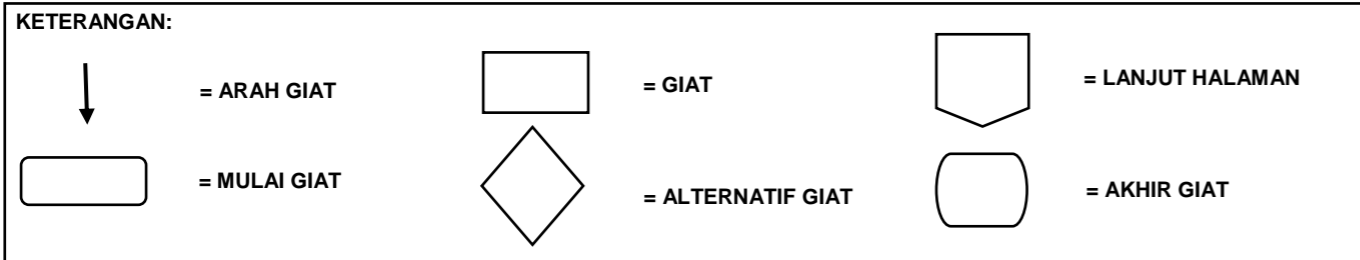 KETERANGAN:
= ARAH GIAT
= GIAT
= LANJUT HALAMAN
= MULAI GIAT
= ALTERNATIF GIAT
= AKHIR GIAT